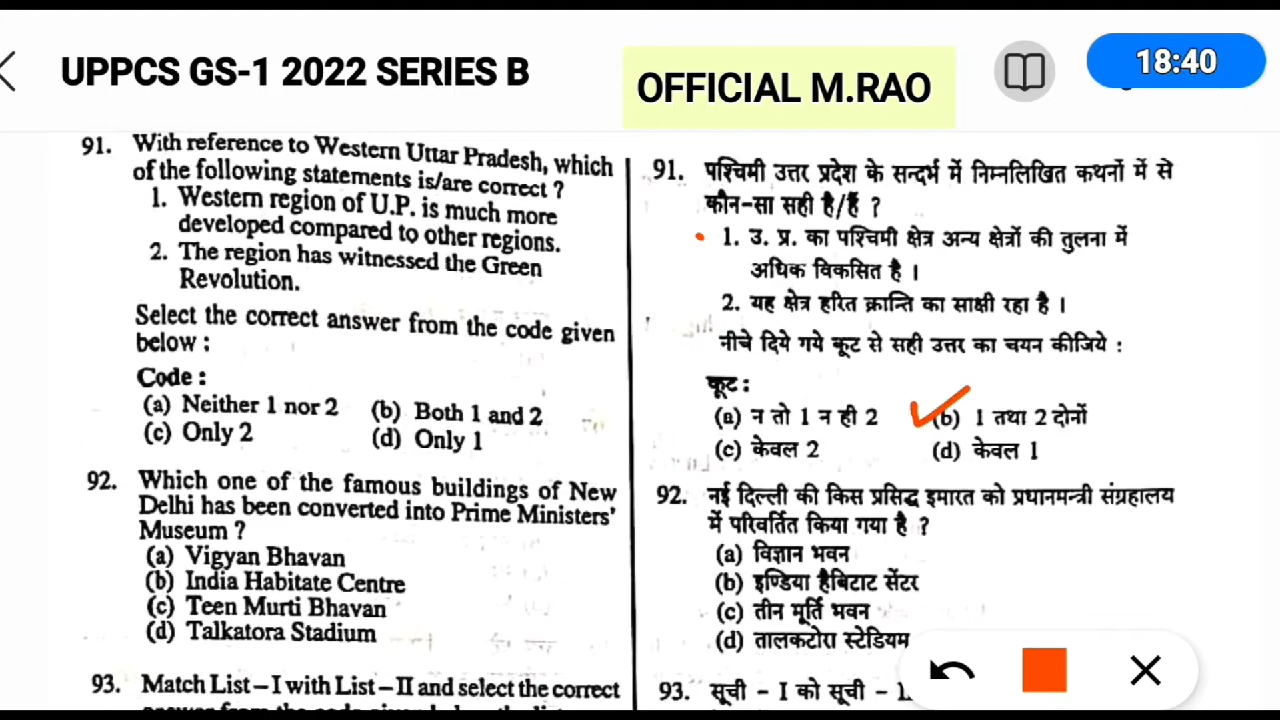 UPPCS GS-1 2022 SERIES B
OFFICIAL M.RAO
18:40
91. With reference to Western Uttar Pradesh, which
of the following statements is/are correct ?
1. Western region of U.P. is much more
developed compared to other regions.
2. The region has witnessed the Green
Revolution.
Select the correct answer from the code given
below :
Code :
(a) Neither 1 nor 2 (b) Both 1 and 2
(c) Only 2 (d) Only 1
92. Which one of the famous buildings of New
Delhi has been converted into Prime Ministers'
Museum ?
(a) Vigyan Bhavan
(b) India Habitate Centre
(c) Teen Murti Bhavan
(d) Talkatora Stadium
93. Match List – I with List – II and select the correct
91. पश्चिमी उत्तर प्रदेश के सन्दर्भ में निम्नलिखित कथनों में से
कौन-सा सही है/हैं ?
1. उ. प्र. का पश्चिमी क्षेत्र अन्य क्षेत्रों की तुलना में
अधिक विकसित है ।
2. यह क्षेत्र हरित क्रान्ति का साक्षी रहा है ।
नीचे दिये गये कूट से सही उत्तर का चयन कीजिये :
कूट :
(a) न तो 1 न ही 2 (b) 1 तथा 2 दोनों
(c) केवल 2 (d) केवल 1
92. नई दिल्ली की किस प्रसिद्ध इमारत को प्रधानमन्त्री संग्रहालय
में परिवर्तित किया गया है ?
(a) विज्ञान भवन
(b) इण्डिया हैबिटाट सेंटर
(c) तीन मूर्ति भवन
(d) तालकटोरा स्टेडियम
93. सूची - I को सूची -